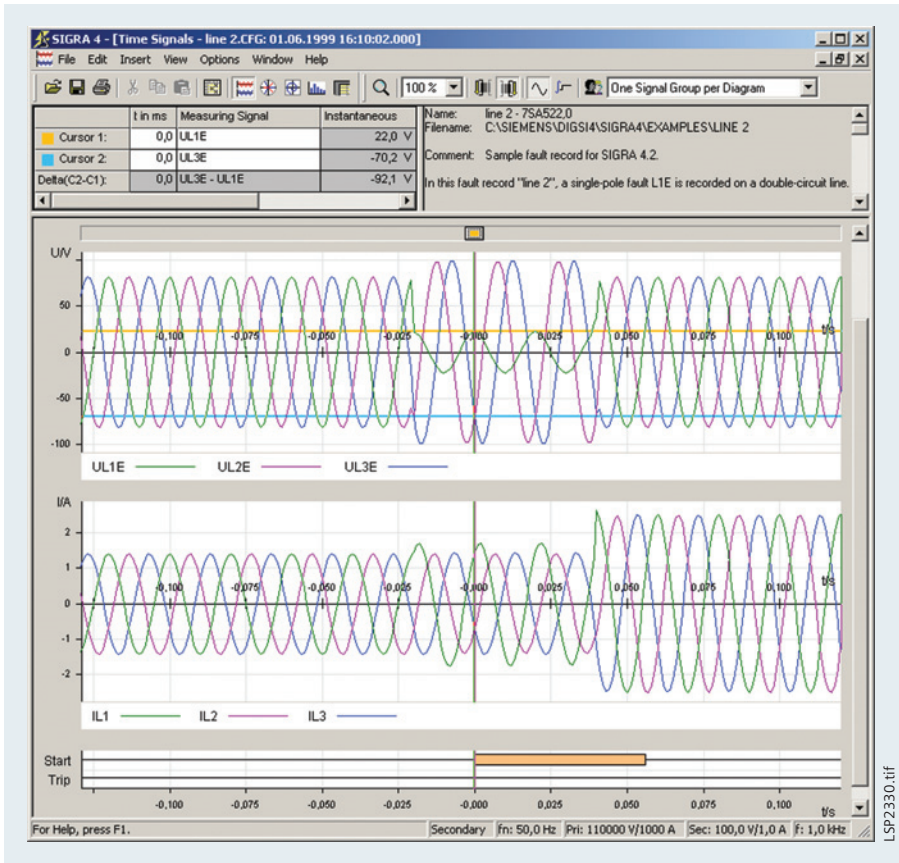 SIGRA 4 - [Time Signals - line 2.CFG: 01.06.1999 16:10:02.000]
File Edit Insert View Options Window Help
100 % One Signal Group per Diagram
t in ms Measuring Signal Instantaneous
Cursor 1: 0,0 UL1E 22,0 V
Cursor 2: 0,0 UL3E -70,2 V
Delta(C2-C1): 0,0 UL3E - UL1E -92,1 V
Name: line 2 - 7SA522,0
Filename: C:\SIEMENS\DIGSI4\SIGRA4\EXAMPLES\LINE 2
Comment: Sample fault record for SIGRA 4.2.
In this fault record "line 2", a single-pole fault L1E is recorded on a double-circuit line.
U/V
50
0
-50
-100
-0,100 -0,075 -0,050 -0,025 -0,000 0,025 0,050 0,075 0,100 t/s
UL1E UL2E UL3E
I/A
2
1
0
-1
-2
-0,100 -0,075 -0,050 -0,025 -0,000 0,025 0,050 0,075 0,100 t/s
IL1 IL2 IL3
Start
Trip
-0,100 -0,075 -0,050 -0,025 -0,000 0,025 0,050 0,075 0,100 t/s
For Help, press F1. Secondary fn: 50,0 Hz Pri: 110000 V/1000 A Sec: 100,0 V/1,0 A f: 1,0 kHz
LSP2330.tif